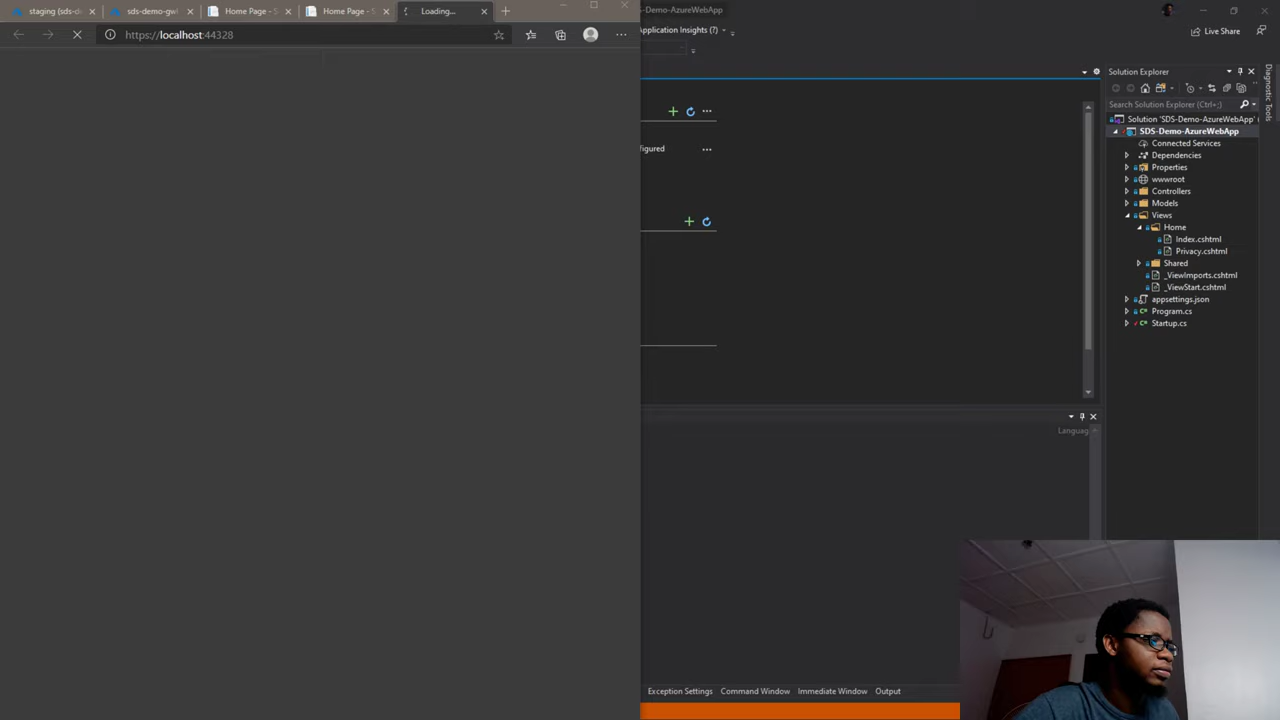 staging (sds-d
sds-demo-gwl
Home Page - S
Home Page - S
Loading...
https://localhost:44328
S-Demo-AzureWebApp
Application Insights (?)
Live Share
figured
Solution Explorer
Search Solution Explorer (Ctrl+;)
Solution 'SDS-Demo-AzureWebApp' (
SDS-Demo-AzureWebApp
Connected Services
Dependencies
Properties
wwwroot
Controllers
Models
Views
Home
Index.cshtml
Privacy.cshtml
Shared
_ViewImports.cshtml
_ViewStart.cshtml
appsettings.json
Program.cs
Startup.cs
Diagnostic Tools
Languag
Exception Settings
Command Window
Immediate Window
Output